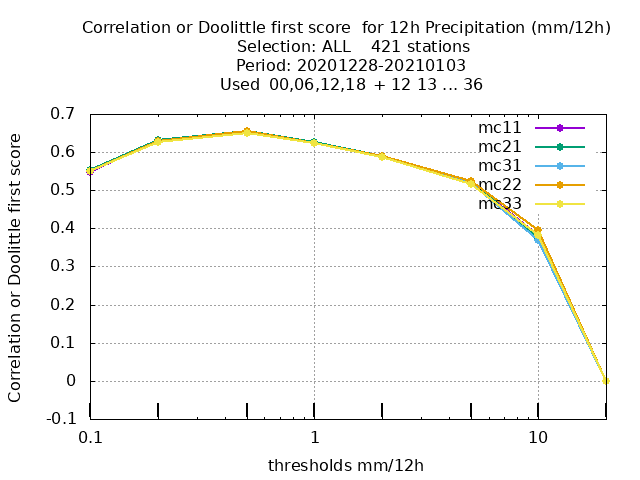 Correlation or Doolittle first score  for 12h Precipitation (mm/12h)
Selection: ALL    421 stations
Period: 20201228-20210103
Used  00,06,12,18  + 12 13 ... 36
mc11
mc21
mc31
mc22
mc33
Correlation or Doolittle first score
0.7
0.6
0.5
0.4
0.3
0.2
0.1
0
-0.1
0.1
1
10
thresholds mm/12h